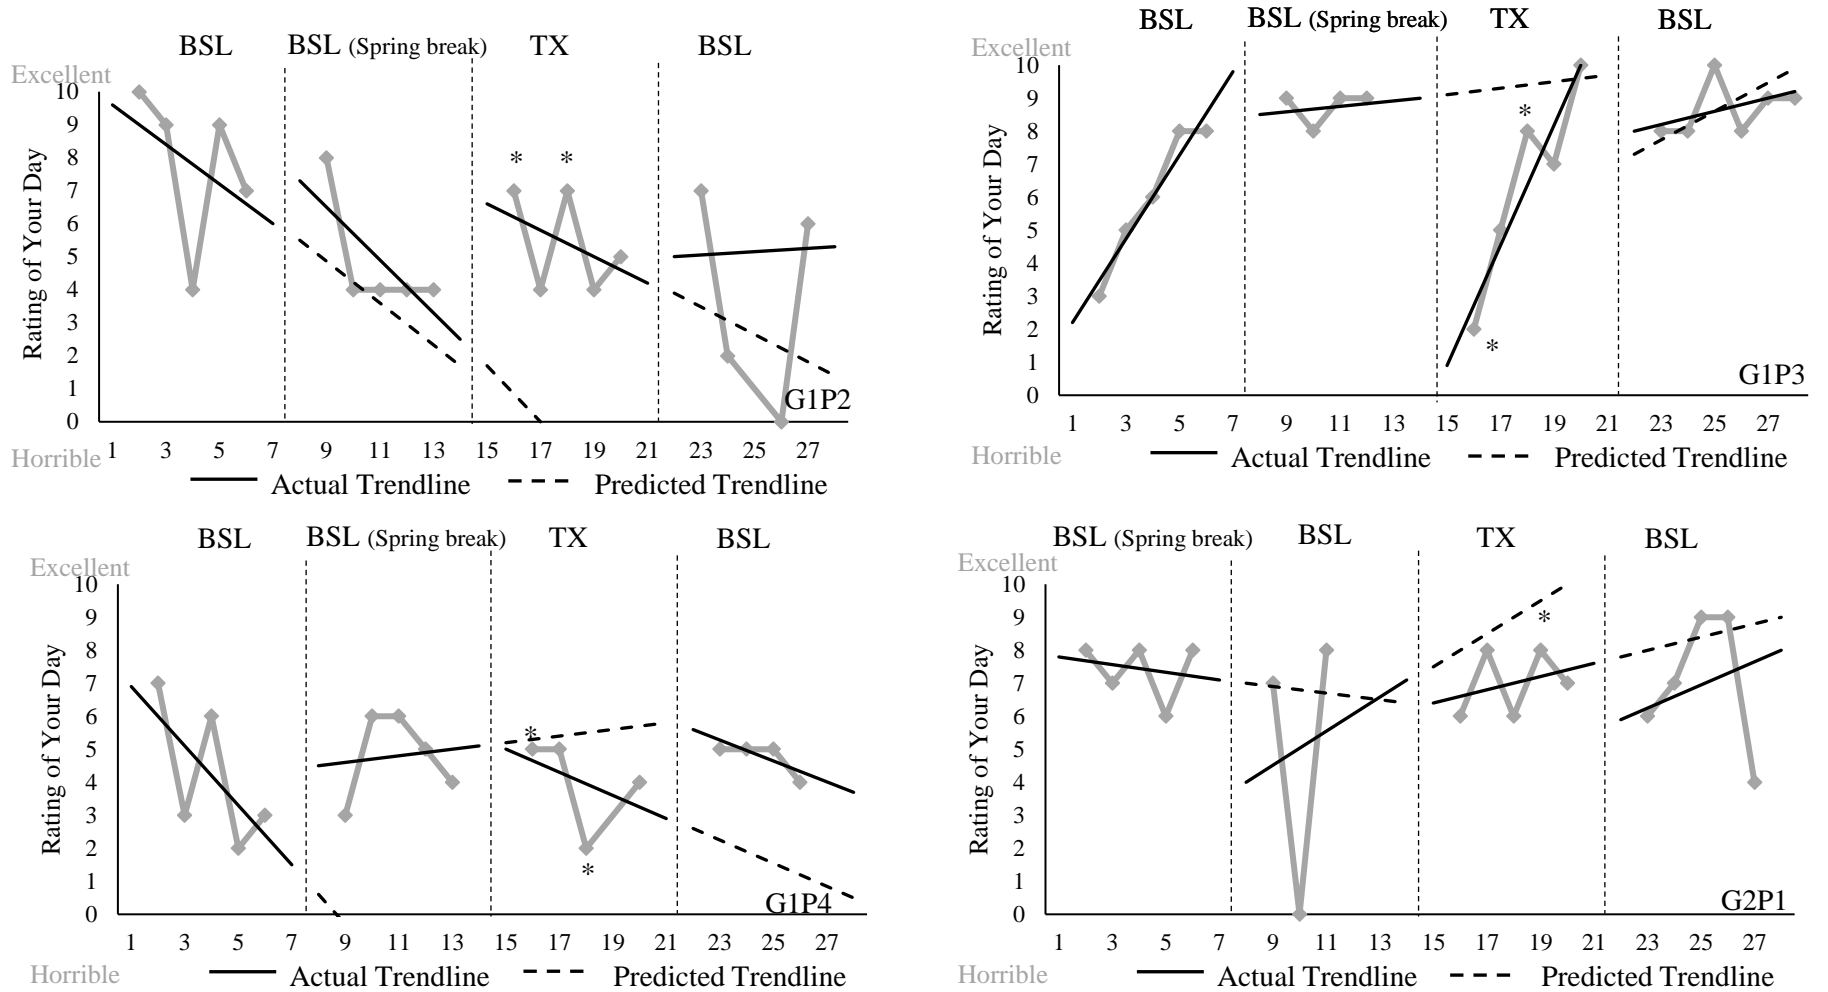 BSL BSL (Spring break) TX BSL
Excellent
10
9
8
7
6
5
4
3
2
1
0
Rating of Your Day
* *
G1P2
1 3 5 7 9 11 13 15 17 19 21 23 25 27
Horrible
Actual Trendline Predicted Trendline
BSL BSL (Spring break) TX BSL
Excellent
10
9
8
7
6
5
4
3
2
1
0
Rating of Your Day
*
*
G1P3
1 3 5 7 9 11 13 15 17 19 21 23 25 27
Horrible
Actual Trendline Predicted Trendline
BSL BSL (Spring break) TX BSL
Excellent
10
9
8
7
6
5
4
3
2
1
0
Rating of Your Day
*
*
G1P4
1 3 5 7 9 11 13 15 17 19 21 23 25 27
Horrible
Actual Trendline Predicted Trendline
BSL (Spring break) BSL TX BSL
Excellent
10
9
8
7
6
5
4
3
2
1
0
Rating of Your Day
*
G2P1
1 3 5 7 9 11 13 15 17 19 21 23 25 27
Horrible
Actual Trendline Predicted Trendline